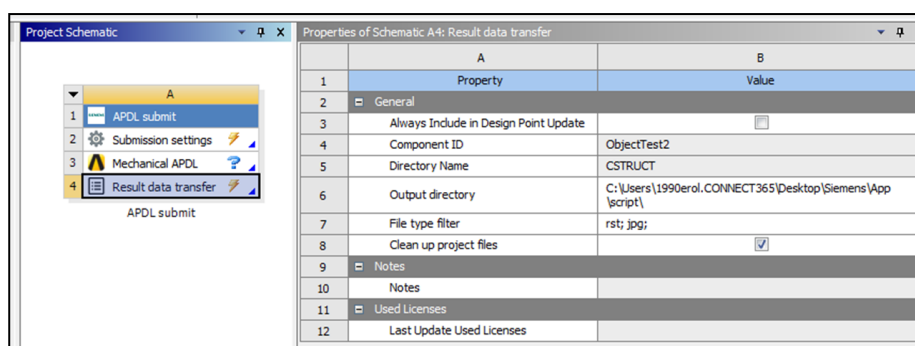 Project Schematic
A
1 SIEMENS APDL submit
2 Submission settings
3 Mechanical APDL ?
4 Result data transfer
APDL submit
Properties of Schematic A4: Result data transfer
A B
1 Property Value
2 General
3 Always Include in Design Point Update
4 Component ID ObjectTest2
5 Directory Name CSTRUCT
6 Output directory C:\Users\1990erol.CONNECT365\Desktop\Siemens\App
\script\
7 File type filter rst; jpg;
8 Clean up project files
9 Notes
10 Notes
11 Used Licenses
12 Last Update Used Licenses